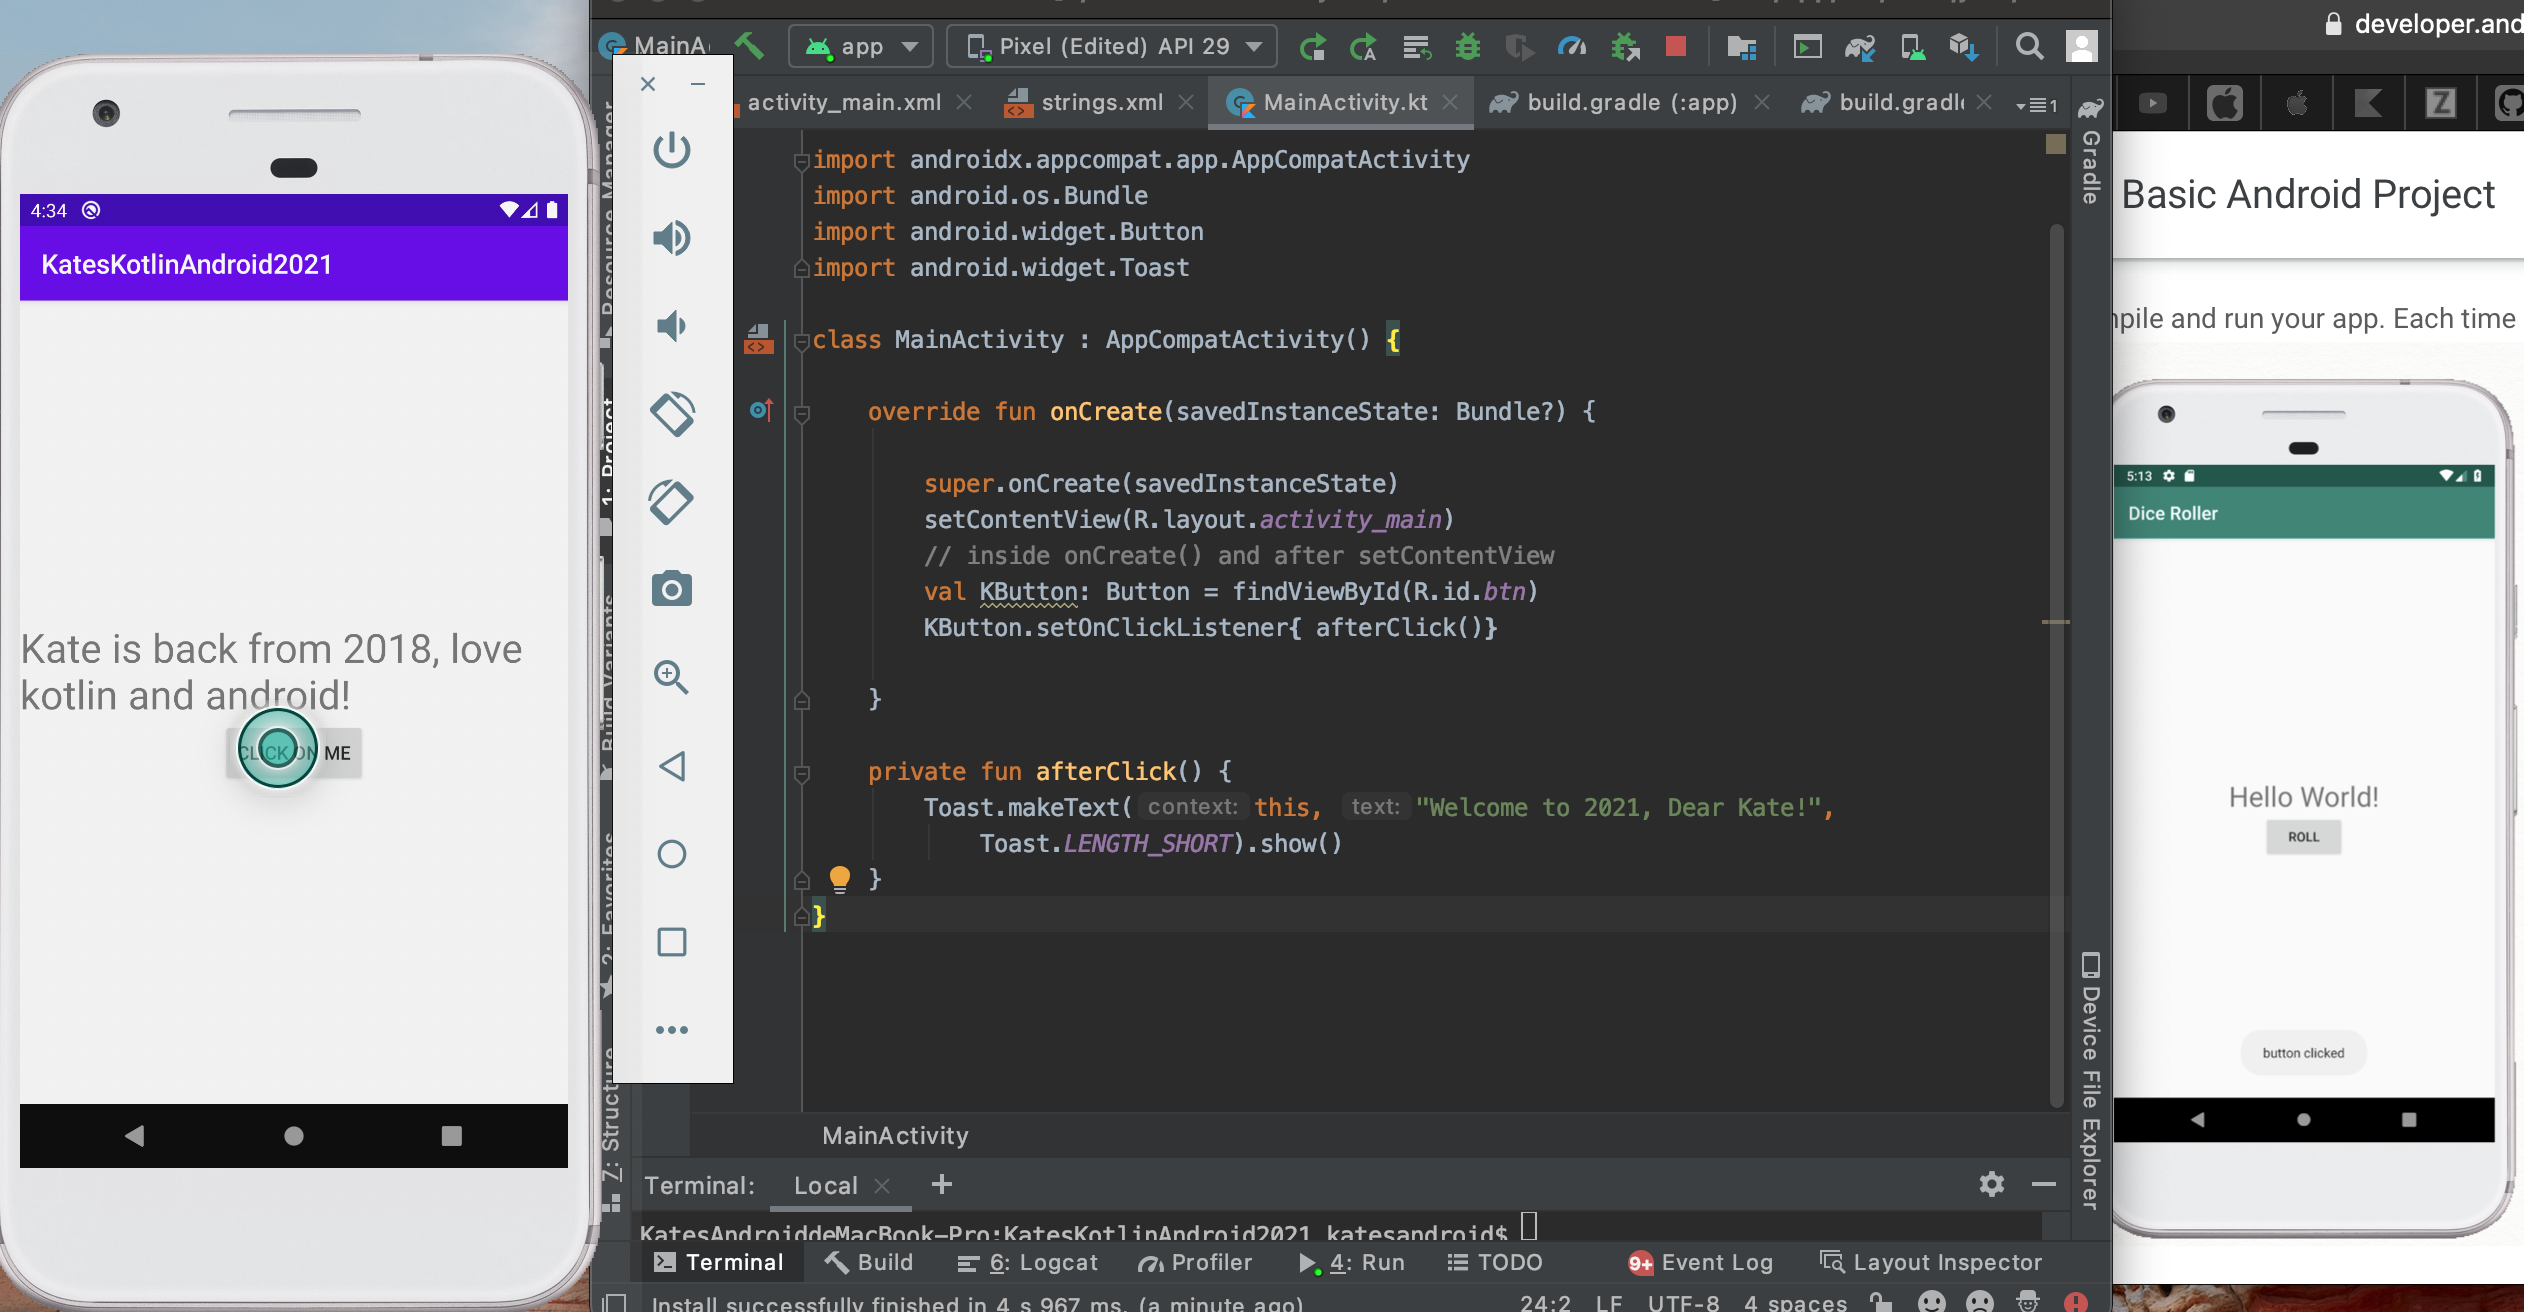 4:34
KatesKotlinAndroid2021
Kate is back from 2018, love
kotlin and android!
CLICK ON ME
MainA
app
Pixel (Edited) API 29
activity_main.xml
strings.xml
MainActivity.kt
build.gradle (:app)
build.gradl
1
import androidx.appcompat.app.AppCompatActivity
import android.os.Bundle
import android.widget.Button
import android.widget.Toast
class MainActivity : AppCompatActivity() {
override fun onCreate(savedInstanceState: Bundle?) {
super.onCreate(savedInstanceState)
setContentView(R.layout.activity_main)
// inside onCreate() and after setContentView
val KButton: Button = findViewById(R.id.btn)
KButton.setOnClickListener{ afterClick()}
}
private fun afterClick() {
Toast.makeText( context: this, text: "Welcome to 2021, Dear Kate!",
Toast.LENGTH_SHORT).show()
}
}
MainActivity
Terminal:
Local
KatesAndroiddeMacBook-Pro:KatesKotlinAndroid2021 katesandroid$
Terminal
Build
6: Logcat
Profiler
4: Run
TODO
9+ Event Log
Layout Inspector
Install successfully finished in 4 s 967 ms. (a minute ago)
24:2
LF
UTF-8
4 spaces
Resource Manager
1: Project
Build Variants
2: Favorites
Z: Structure
Gradle
Device File Explorer
developer.and
Basic Android Project
pile and run your app. Each time
5:13
Dice Roller
Hello World!
ROLL
button clicked